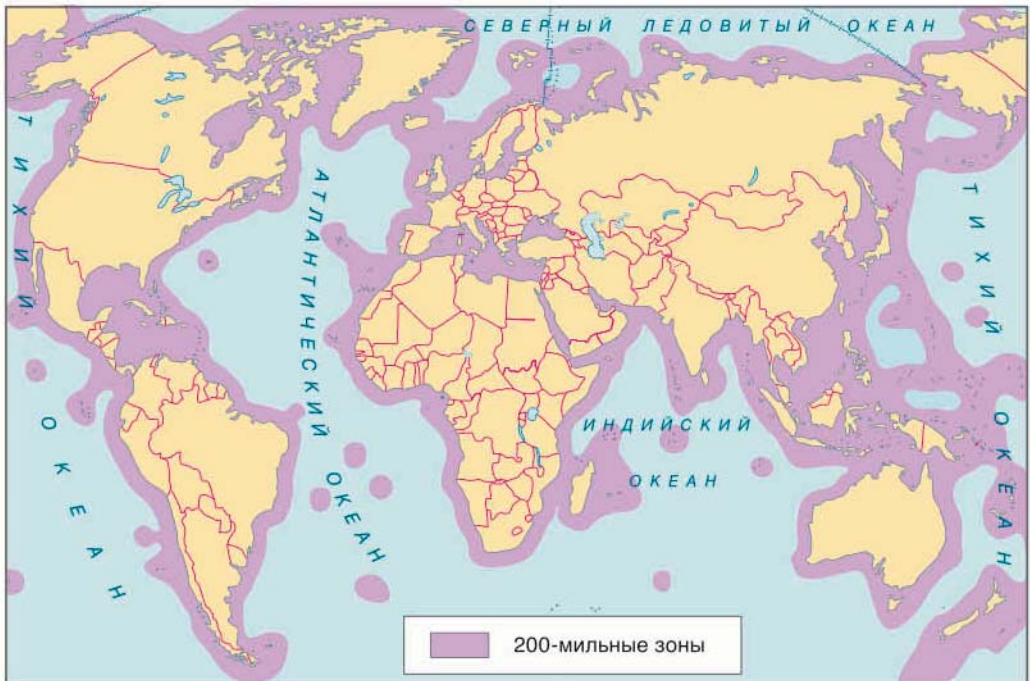 СЕВЕРНЫЙ ЛЕДОВИТЫЙ ОКЕАН
ТИХИЙ
ОКЕАН
АТЛАНТИЧЕСКИЙ
ОКЕАН
ИНДИЙСКИЙ
ОКЕАН
ТИХИЙ
ОКЕАН
200-мильные зоны